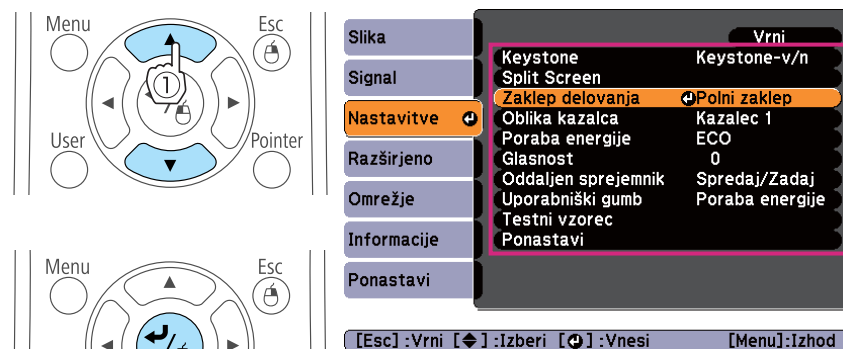 Menu
Esc
1
User
Pointer
Menu
Esc
Slika
Signal
Nastavitve
Razširjeno
Omrežje
Informacije
Ponastavi
Vrni
Keystone Keystone-v/n
Split Screen
Zaklep delovanja Polni zaklep
Oblika kazalca Kazalec 1
Poraba energije ECO
Glasnost 0
Oddaljen sprejemnik Spredaj/Zadaj
Uporabniški gumb Poraba energije
Testni vzorec
Ponastavi
[Esc] :Vrni [◆] :Izberi [⏎] :Vnesi [Menu]:Izhod